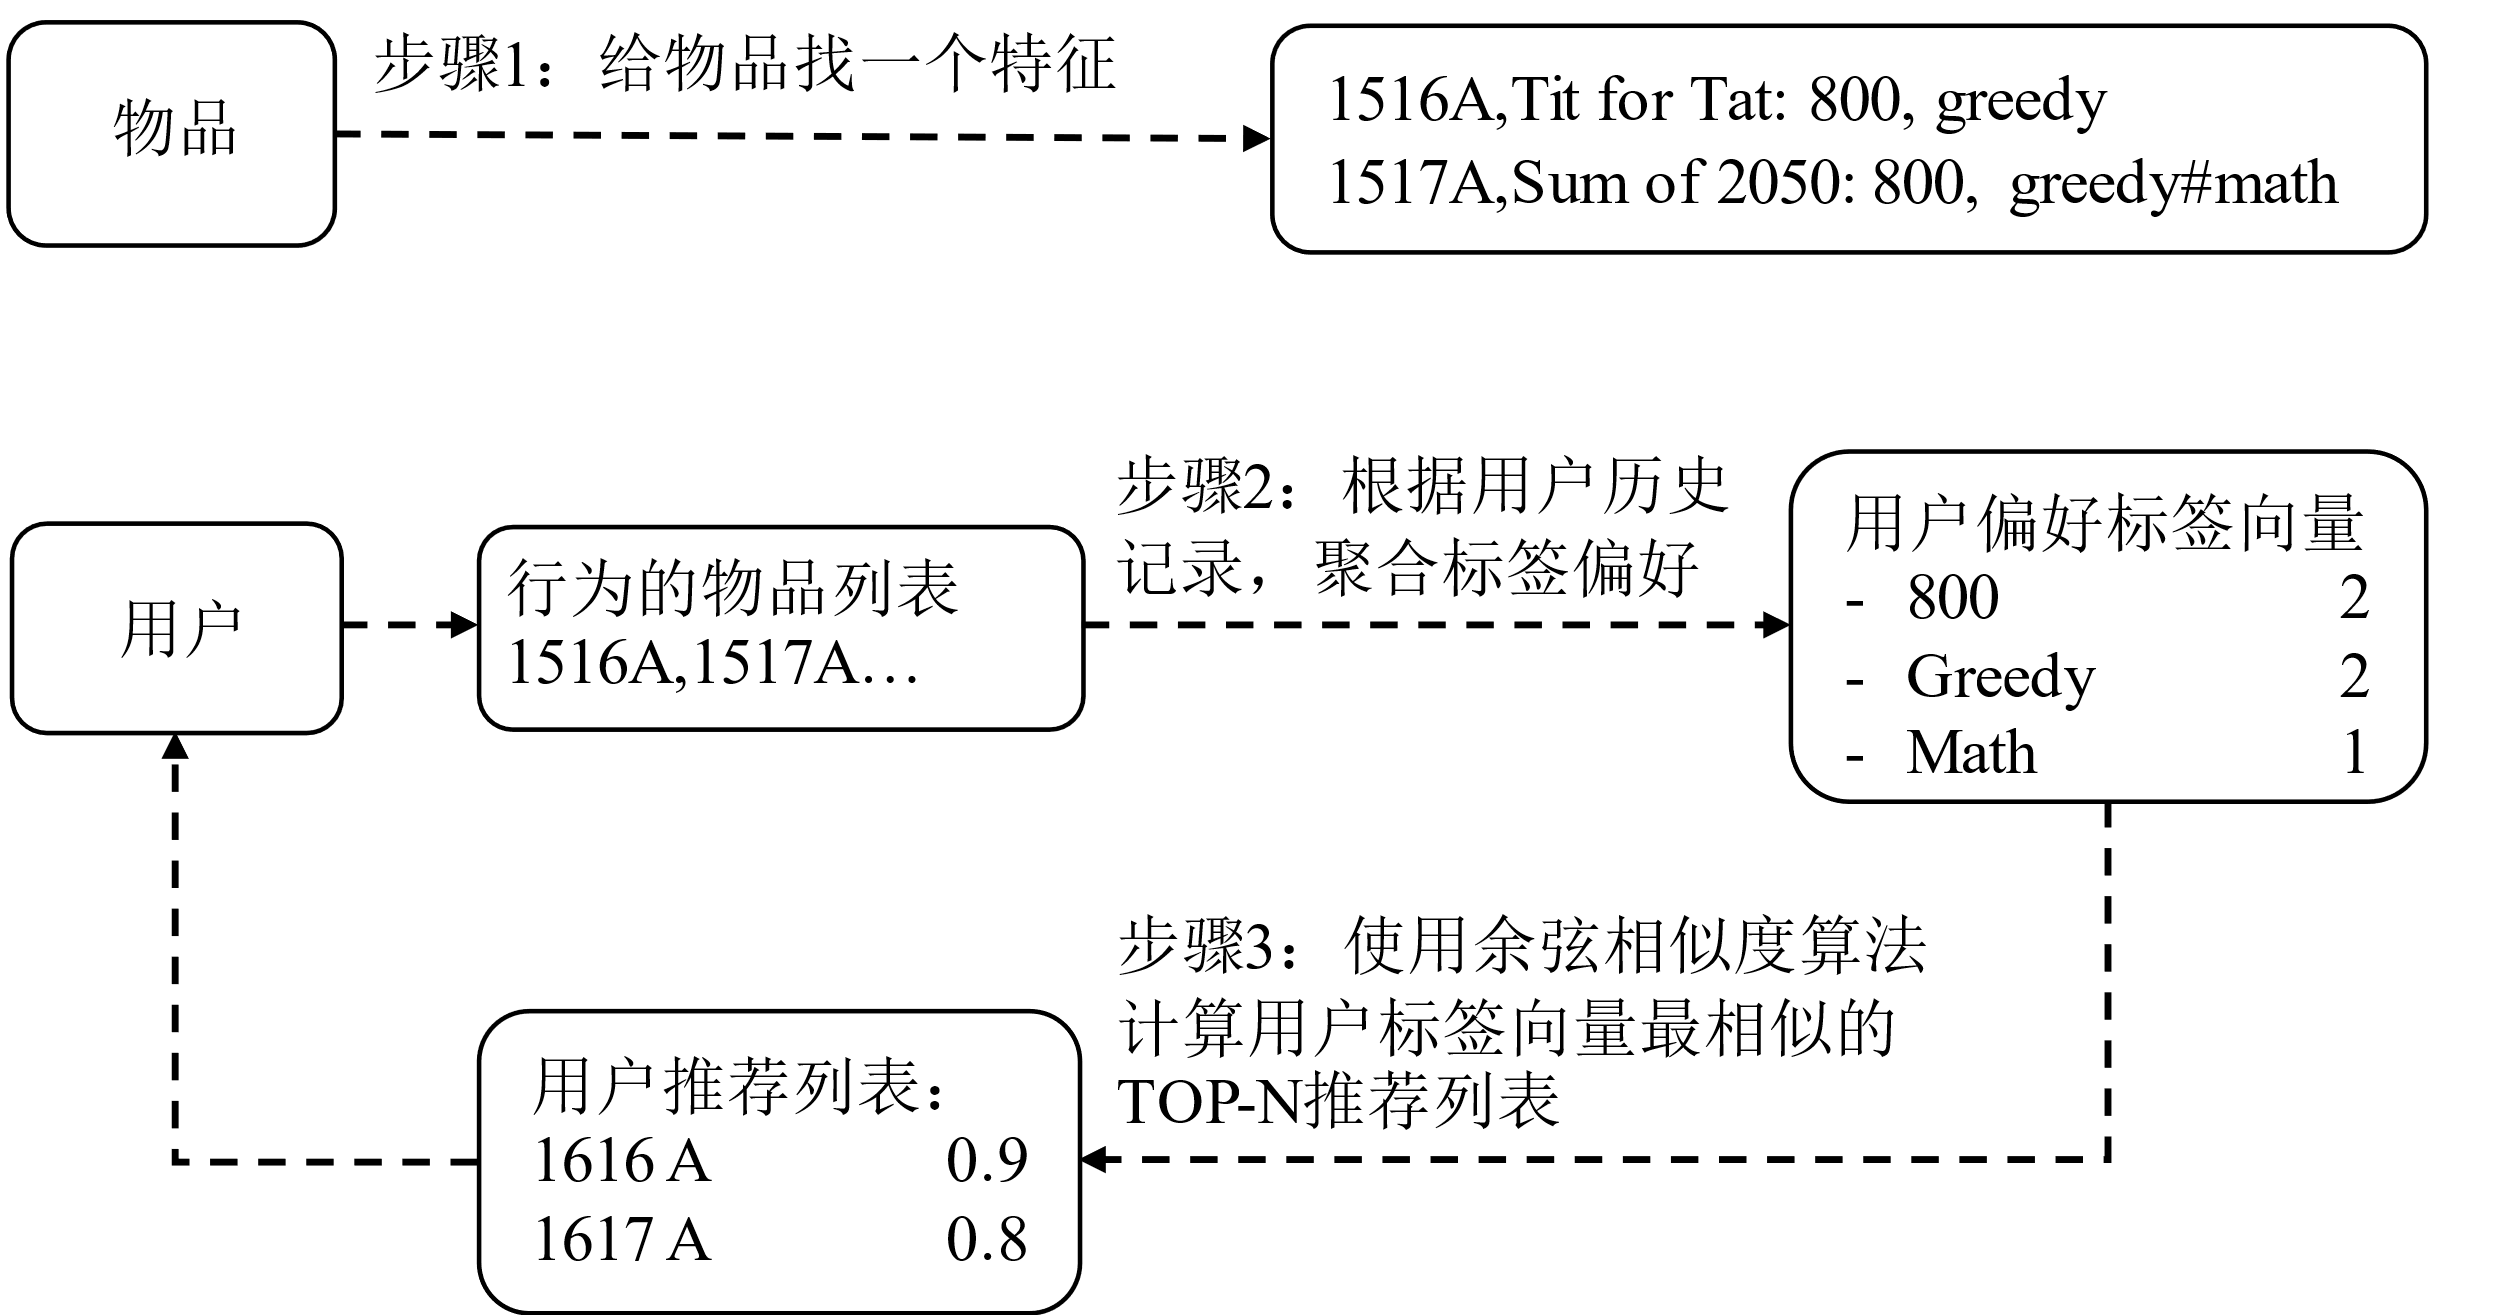 物品
步骤1：给物品找一个特征
1516A,Tit for Tat: 800, greedy
1517A,Sum of 2050: 800, greedy#math
用户
行为的物品列表
1516A,1517A…
步骤2：根据用户历史
记录，聚合标签偏好
用户偏好标签向量
- 800 2
- Greedy 2
- Math 1
步骤3：使用余弦相似度算法
计算用户标签向量最相似的
TOP-N推荐列表
用户推荐列表：
1616A 0.9
1617A 0.8